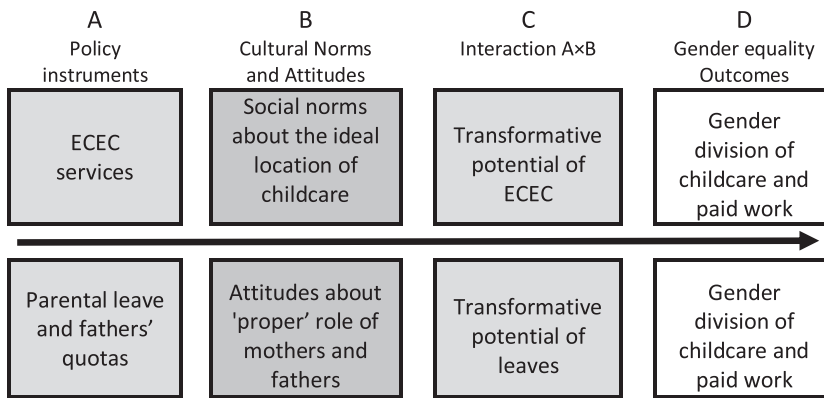 A
Policy
instruments
B
Cultural Norms
and Attitudes
C
Interaction A×B
D
Gender equality
Outcomes
ECEC
services
Social norms
about the ideal
location of
childcare
Transformative
potential of
ECEC
Gender
division of
childcare and
paid work
Parental leave
and fathers’
quotas
Attitudes about
'proper’ role of
mothers and
fathers
Transformative
potential of
leaves
Gender
division of
childcare and
paid work